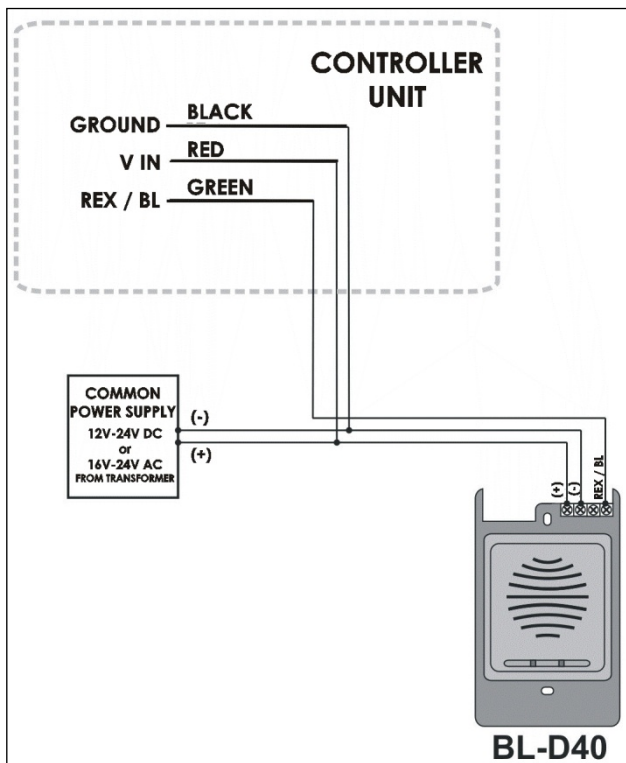 CONTROLLER
UNIT
GROUND BLACK
V IN RED
REX / BL GREEN
COMMON
POWER SUPPLY
12V-24V DC
or
16V-24V AC
FROM TRANSFORMER
(-)
(+)
(+)
(-)
REX / BL
BL-D40